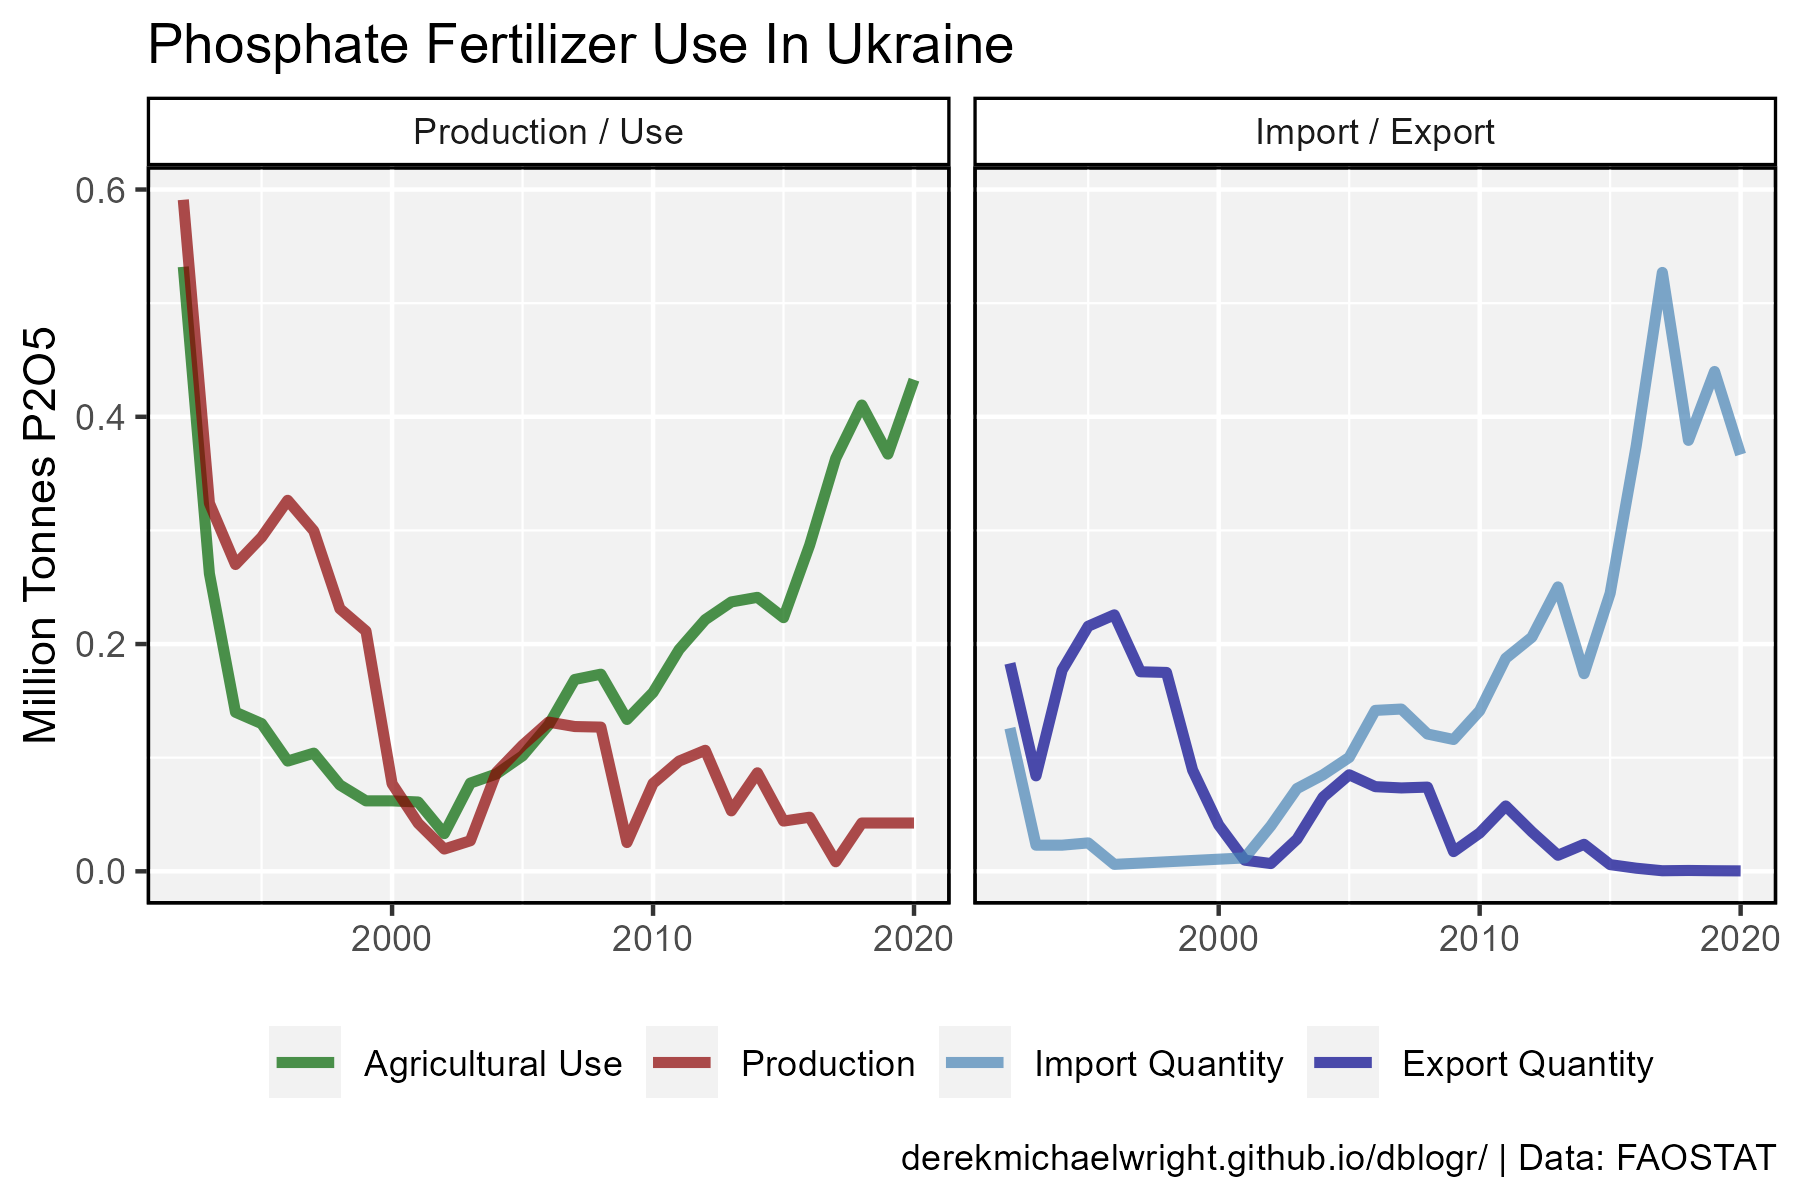 Phosphate Fertilizer Use In Ukraine
Production / Use
Import / Export
Million Tonnes P2O5
0.6
0.4
0.2
0.0
2000 2010 2020
2000 2010 2020
Agricultural Use Production Import Quantity Export Quantity
derekmichaelwright.github.io/dblogr/ | Data: FAOSTAT